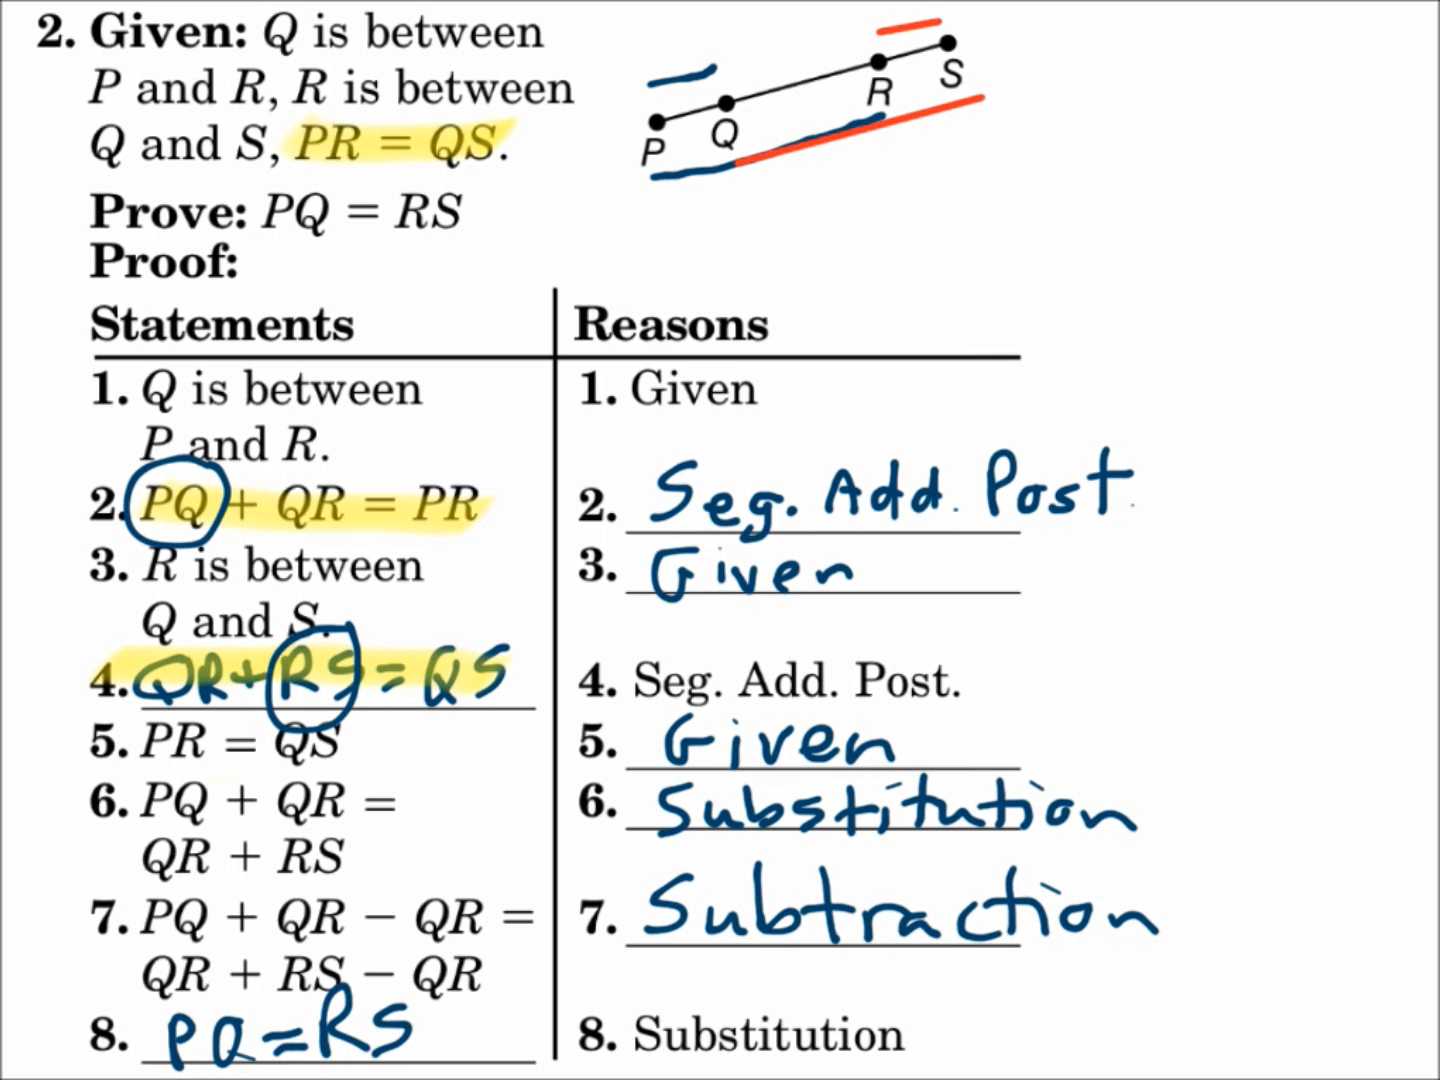 2. Given: Q is between
P and R, R is between
Q and S, PR = QS.
Prove: PQ = RS
Proof:
P Q R S
Statements Reasons
1. Q is between 1. Given
P and R.
2. PQ + QR = PR 2. Seg. Add. Post.
3. R is between 3. Given
Q and S.
4. QR+RS = QS 4. Seg. Add. Post.
5. PR = QS 5. Given
6. PQ + QR = 6. Substitution
QR + RS
7. PQ + QR − QR = 7. Subtraction
QR + RS − QR
8. PQ = RS 8. Substitution